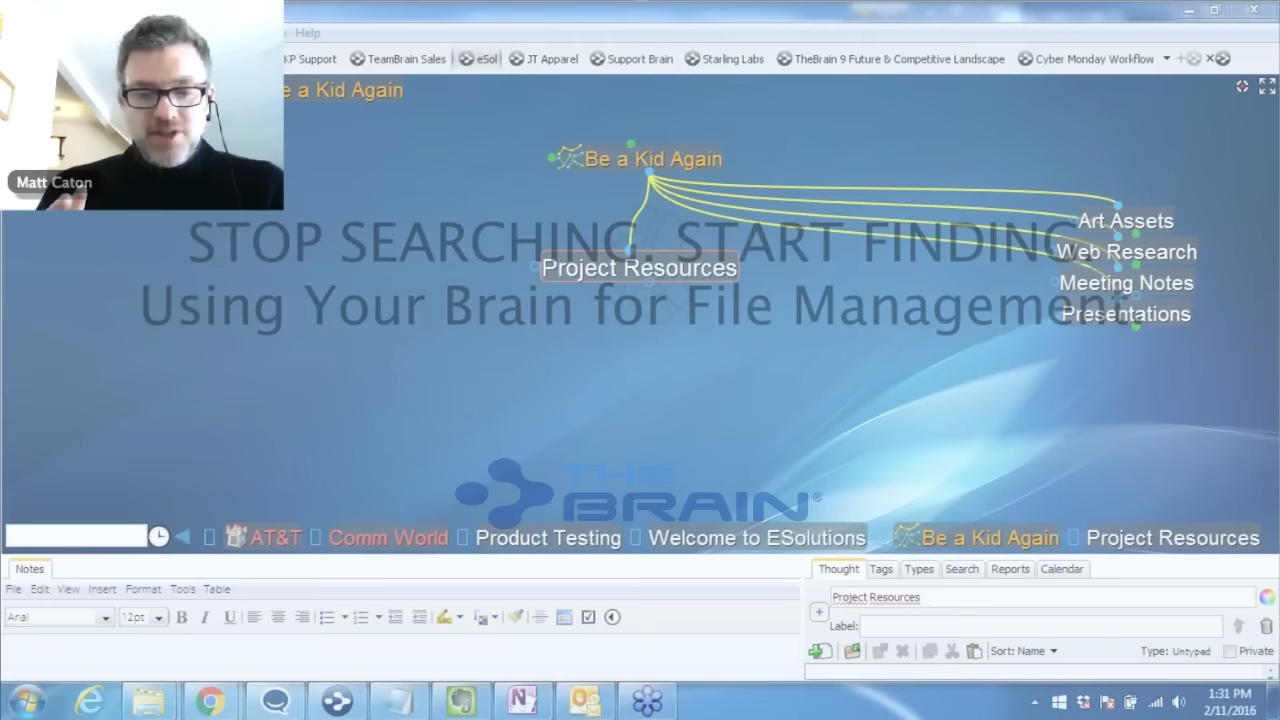 Help
KP Support
TeamBrain Sales
eSol
JT Apparel
Support Brain
Starling Labs
TheBrain 9 Future & Competitive Landscape
Cyber Monday Workflow
e a Kid Again
Be a Kid Again
Matt Caton
Art Assets
Web Research
Meeting Notes
Presentations
STOP SEARCHING, START FINDING
Project Resources
Using Your Brain for File Management
THE
BRAIN®
AT&T
Comm World
Product Testing
Welcome to ESolutions
Be a Kid Again
Project Resources
Notes
File Edit View Insert Format Tools Table
Arial
12pt
B I U
Thought Tags Types Search Reports Calendar
Project Resources
Label:
Sort: Name
Type: Untyped
Private
1:31 PM
2/11/2016